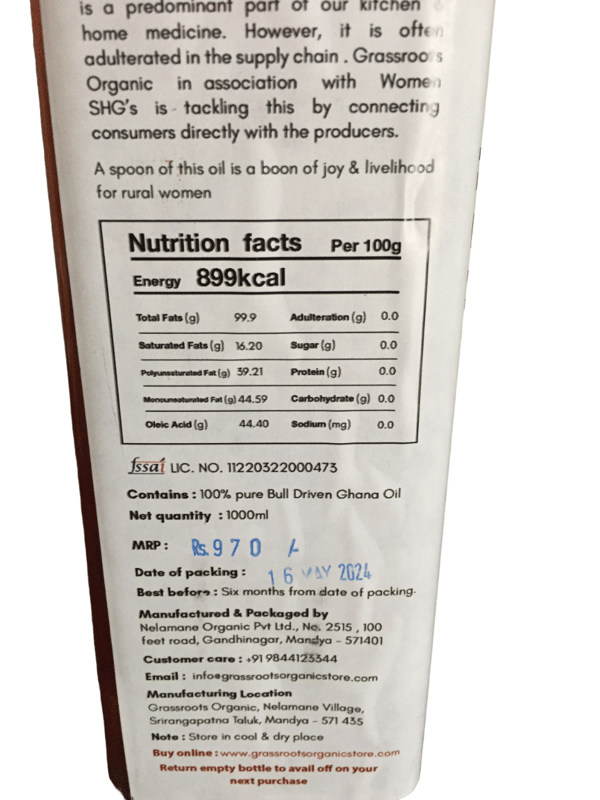 is a predominant part of our kitchen &
home medicine. However, it is often
adulterated in the supply chain . Grassroots
Organic in association with Women
SHG's is tackling this by connecting
consumers directly with the producers.
A spoon of this oil is a boon of joy & livelihood
for rural women
Nutrition facts Per 100g
Energy 899kcal
Total Fats (g) 99.9 Adulteration (g) 0.0
Saturated Fats (g) 16.20 Sugar (g) 0.0
Polyunsaturated Fat (g) 39.21 Protein (g) 0.0
Monounsaturated Fat (g) 44.59 Carbohydrate (g) 0.0
Oleic Acid (g) 44.40 Sodium (mg) 0.0
fssai LIC. NO. 11220322000473
Contains : 100% pure Bull Driven Ghana Oil
Net quantity : 1000ml
MRP : Rs. 970 /-
Date of packing : 16 MAY 2024
Best before : Six months from date of packing.
Manufactured & Packaged by
Nelamane Organic Pvt Ltd., No. 2515 , 100
feet road, Gandhinagar, Mandya - 571401
Customer care : +91 9844123344
Email : info@grassrootsorganicstore.com
Manufacturing Location
Grassroots Organic, Nelamane Village,
Srirangapatna Taluk, Mandya - 571 435
Note : Store in cool & dry place
Buy online : www.grassrootsorganicstore.com
Return empty bottle to avail off on your
next purchase